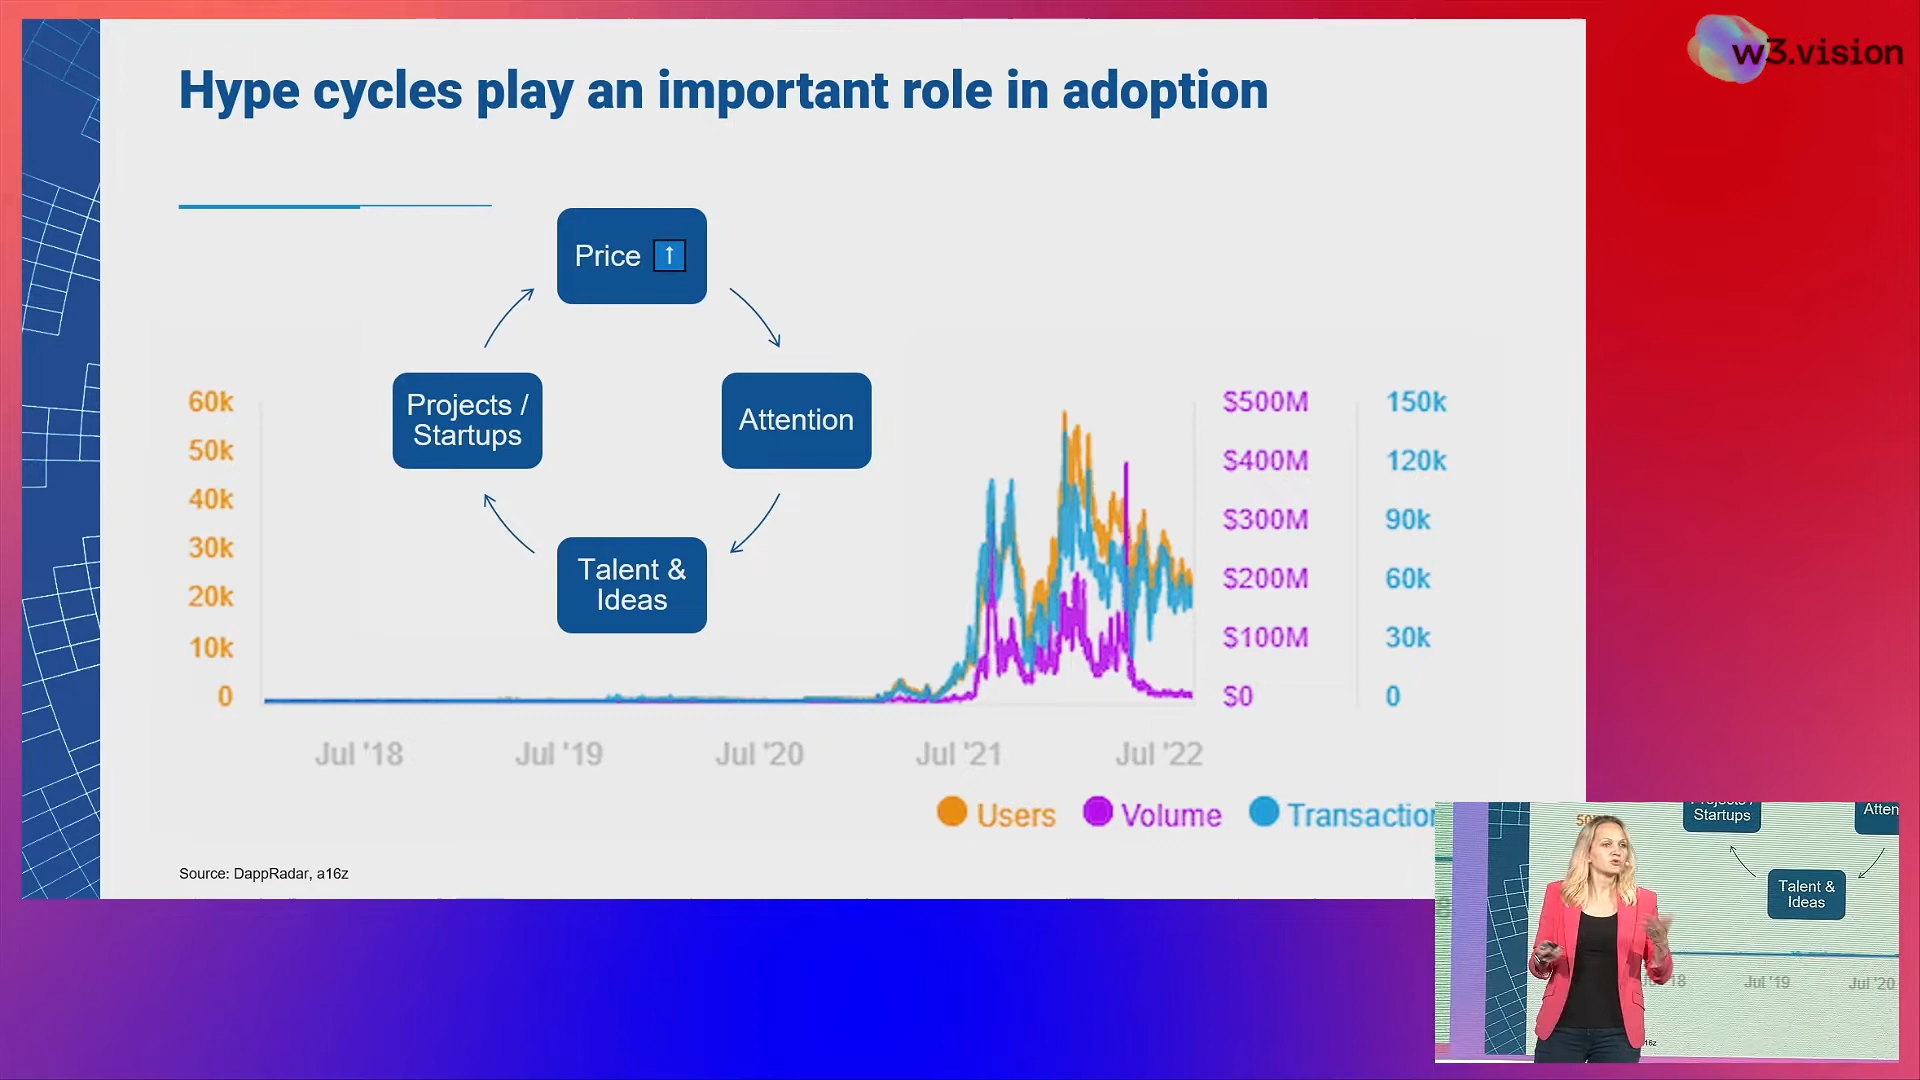 w3.vision
Hype cycles play an important role in adoption
Price ↑
Projects /
Startups
Attention
Talent &
Ideas
60k
50k
40k
30k
20k
10k
0
$500M
$400M
$300M
$200M
$100M
$0
150k
120k
90k
60k
30k
0
Jul '18
Jul '19
Jul '20
Jul '21
Jul '22
Users
Volume
Transaction
Source: DappRadar, a16z
Projects /
Startups
Atten
Talent &
Ideas
Jul '19
Jul '20
16z